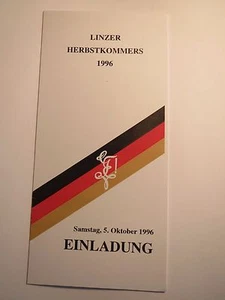 LINZER
HERBSTKOMMERS
1996
Samstag, 5. Oktober 1996
EINLADUNG